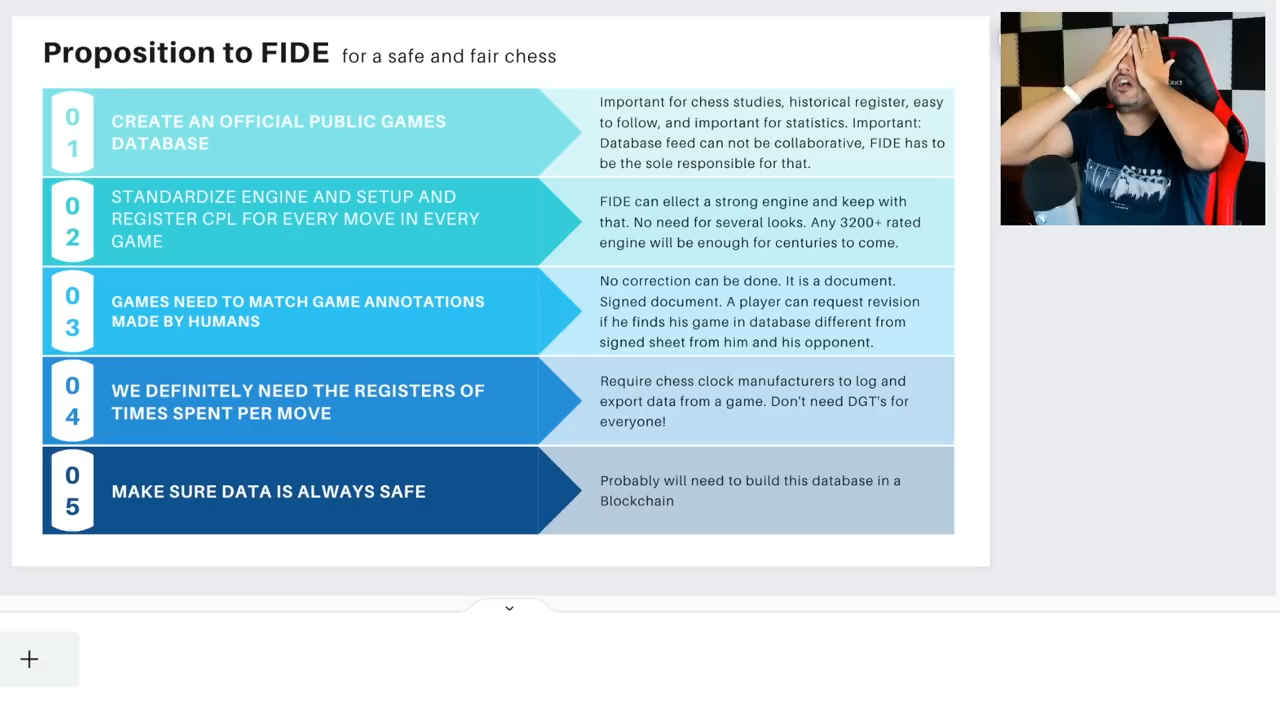 Proposition to FIDE for a safe and fair chess
0
1
CREATE AN OFFICIAL PUBLIC GAMES
DATABASE
Important for chess studies, historical register, easy
to follow, and important for statistics. Important:
Database feed can not be collaborative, FIDE has to
be the sole responsible for that.
0
2
STANDARDIZE ENGINE AND SETUP AND
REGISTER CPL FOR EVERY MOVE IN EVERY
GAME
FIDE can ellect a strong engine and keep with
that. No need for several looks. Any 3200+ rated
engine will be enough for centuries to come.
0
3
GAMES NEED TO MATCH GAME ANNOTATIONS
MADE BY HUMANS
No correction can be done. It is a document.
Signed document. A player can request revision
if he finds his game in database different from
signed sheet from him and his opponent.
0
4
WE DEFINITELY NEED THE REGISTERS OF
TIMES SPENT PER MOVE
Require chess clock manufacturers to log and
export data from a game. Don't need DGT's for
everyone!
0
5
MAKE SURE DATA IS ALWAYS SAFE
Probably will need to build this database in a
Blockchain